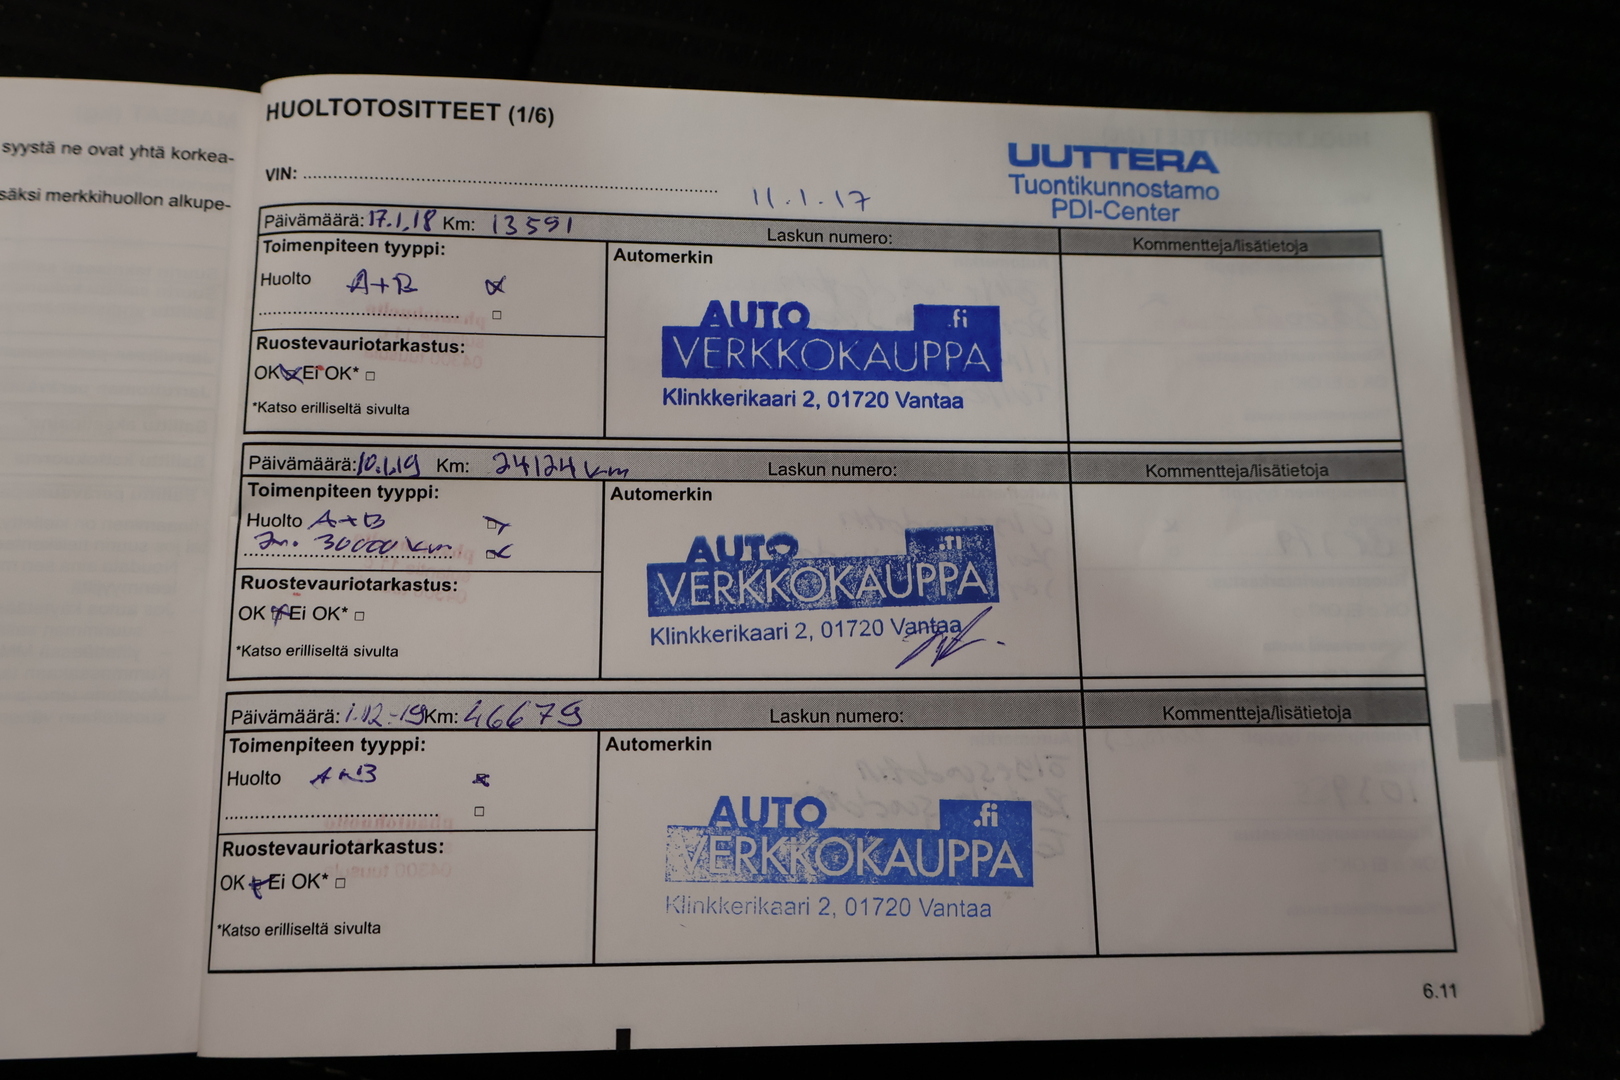 syystä ne ovat yhtä korkea-
säksi merkkihuollon alkupe-
HUOLTOTOSITTEET (1/6)
VIN:
11.1.17
UUTTERA
Tuontikunnostamo
PDI-Center
Päivämäärä: 17.1.18 Km: 13591 Laskun numero: Kommentteja/lisätietoja
Toimenpiteen tyyppi:
Huolto A+B
Ruostevauriotarkastus:
OK Ei OK*
*Katso erilliseltä sivulta
Automerkin
AUTO .fi
VERKKOKAUPPA
Klinkkerikaari 2, 01720 Vantaa
Päivämäärä: 10.1.19 Km: 24124 km Laskun numero: Kommentteja/lisätietoja
Toimenpiteen tyyppi:
Huolto A+B
30000 km
Ruostevauriotarkastus:
OK Ei OK*
*Katso erilliseltä sivulta
Automerkin
AUTO .fi
VERKKOKAUPPA
Klinkkerikaari 2, 01720 Vantaa
Päivämäärä: 1.12-19 Km: 46679 Laskun numero: Kommentteja/lisätietoja
Toimenpiteen tyyppi:
Huolto A+B
Ruostevauriotarkastus:
OK Ei OK*
*Katso erilliseltä sivulta
Automerkin
AUTO .fi
VERKKOKAUPPA
Klinkkerikaari 2, 01720 Vantaa
6.11